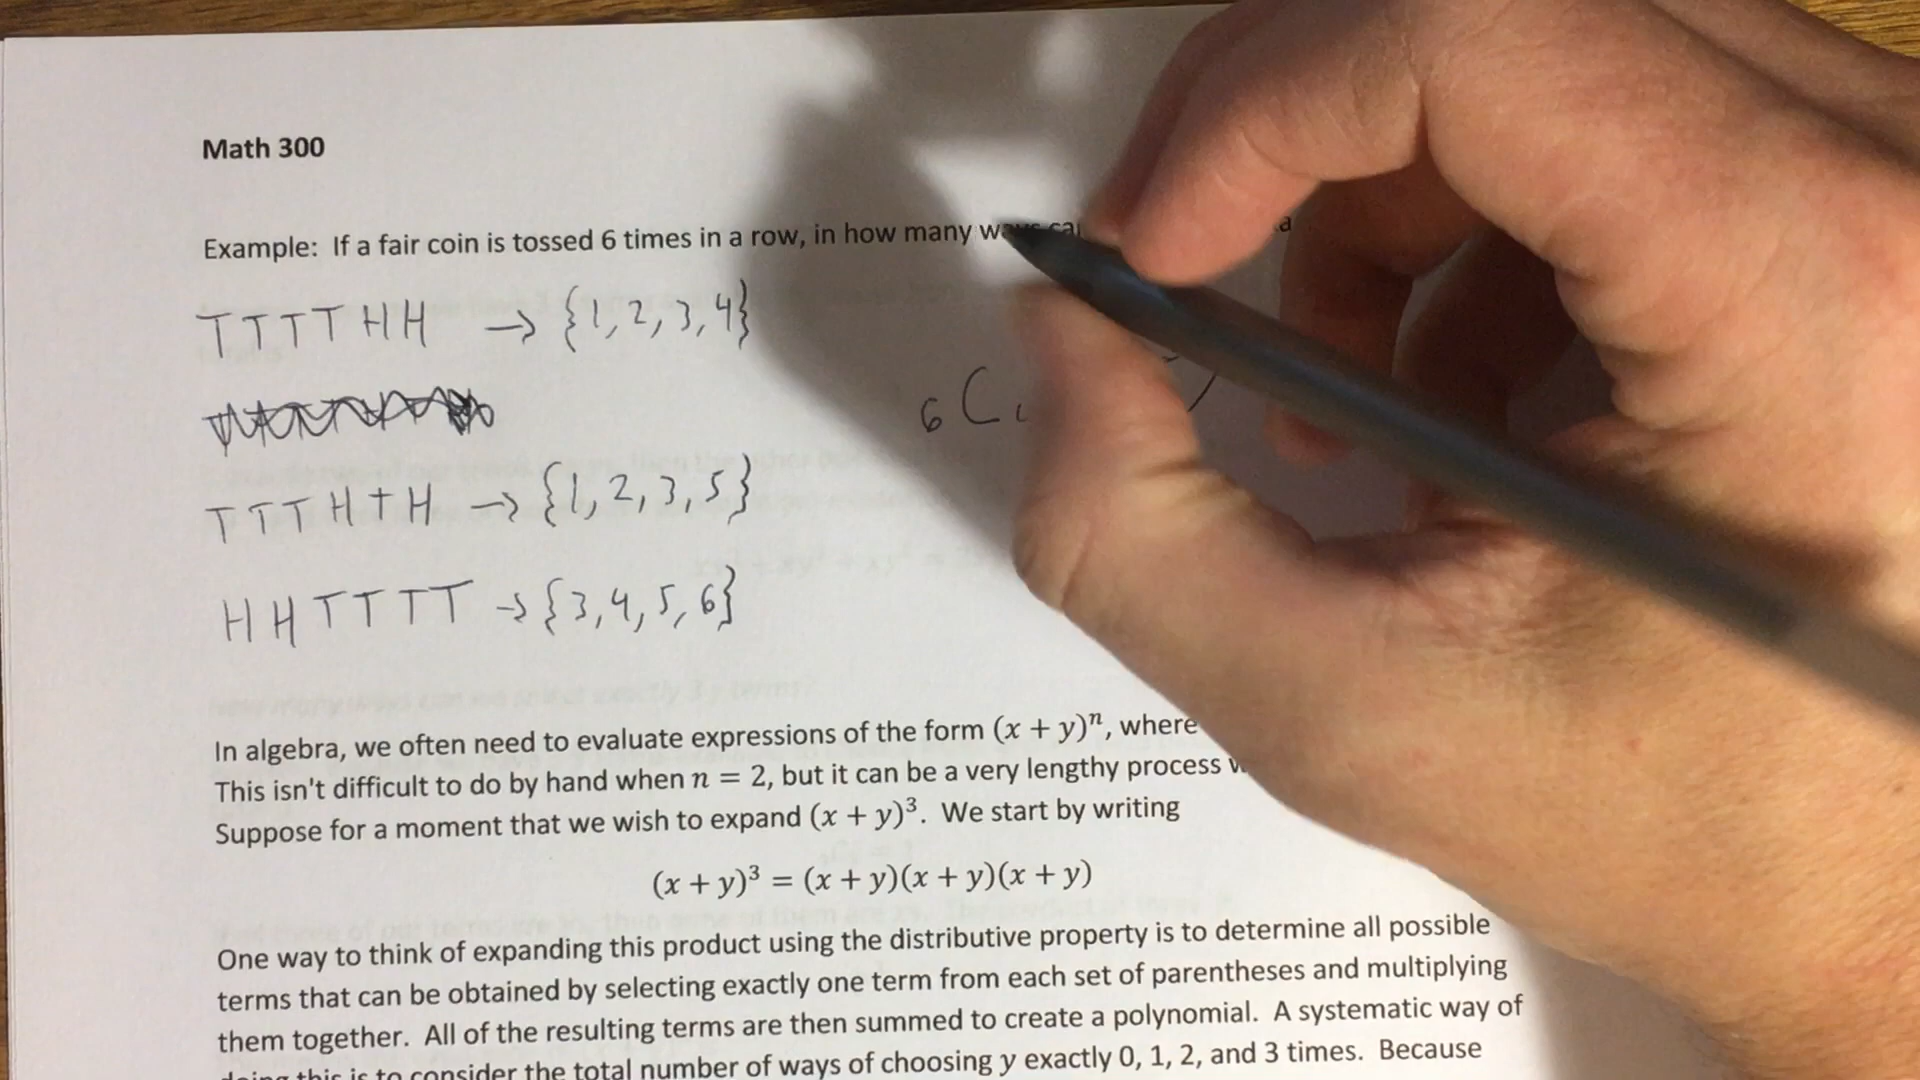 Math 300
Example: If a fair coin is tossed 6 times in a row, in how many
T T T T H H → {1, 2, 3, 4}
6 C
T T T H T H → {1, 2, 3, 5}
H H T T T T → {3, 4, 5, 6}
In algebra, we often need to evaluate expressions of the form (x + y)ⁿ, where
This isn't difficult to do by hand when n = 2, but it can be a very lengthy process
Suppose for a moment that we wish to expand (x + y)³. We start by writing
(x + y)³ = (x + y)(x + y)(x + y)
One way to think of expanding this product using the distributive property is to determine all possible
terms that can be obtained by selecting exactly one term from each set of parentheses and multiplying
them together. All of the resulting terms are then summed to create a polynomial. A systematic way of
doing this is to consider the total number of ways of choosing y exactly 0, 1, 2, and 3 times. Because